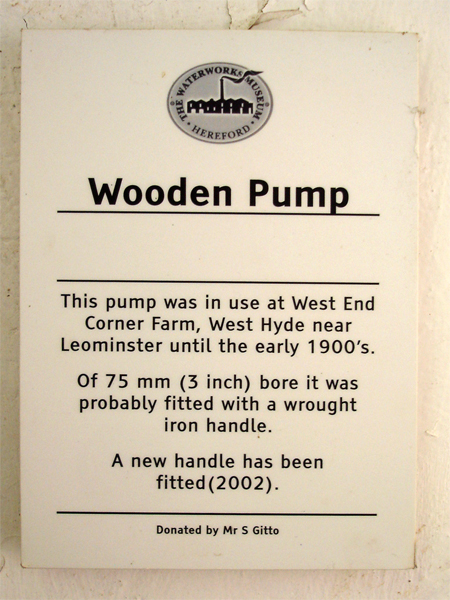 THE WATERWORKS MUSEUM
· HEREFORD ·
Wooden Pump
This pump was in use at West End
Corner Farm, West Hyde near
Leominster until the early 1900's.
Of 75 mm (3 inch) bore it was
probably fitted with a wrought
iron handle.
A new handle has been
fitted(2002).
Donated by Mr S Gitto